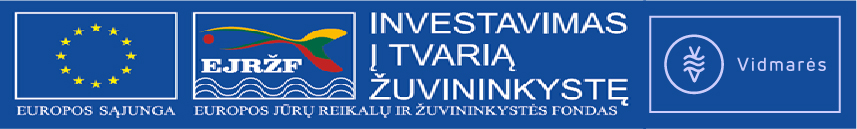 EUROPOS SĄJUNGA
EJRŽF
EUROPOS JŪRŲ REIKALŲ IR ŽUVININKYSTĖS FONDAS
INVESTAVIMAS
Į TVARIĄ
ŽUVININKYSTĘ
Vidmarės